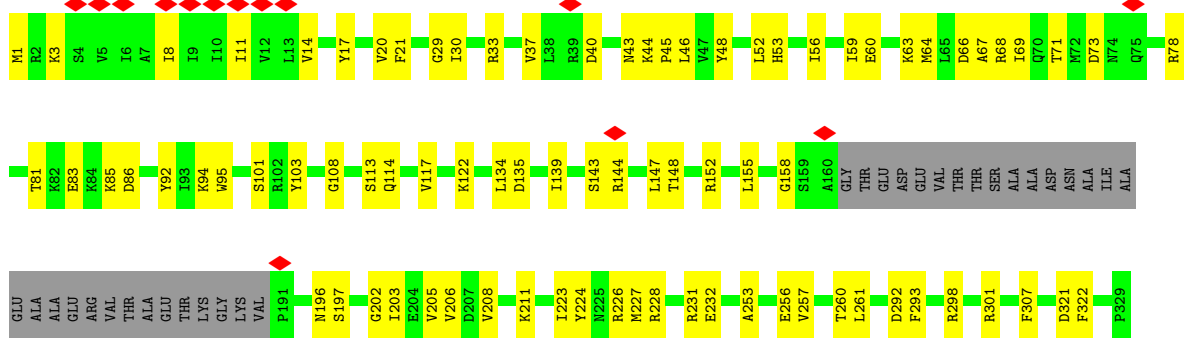 M1 R2 K3 S4 V5 I6 A7 I8 I9 I10 I11 V12 L13 V14 Y17 V20 F21 G29 I30 R33 V37 L38 R39 D40 N43 K44 P45 L46 V47 Y48 L52 H53 I56 I59 E60 K63 M64 L65 D66 A67 R68 I69 Q70 T71 M72 D73 N74 Q75 R78
T81 K82 E83 K84 K85 D86 Y92 I93 K94 W95 S101 R102 Y103 G108 S113 Q114 V117 K122 L134 D135 I139 S143 R144 L147 T148 R152 L155 G158 S159 A160 GLY THR GLU ASP GLU VAL THR THR SER ALA ALA ASP ASN ALA ILE ALA
GLU ALA ALA GLU ARG VAL THR ALA GLU THR LYS GLY LYS VAL P191 N196 S197 G202 I203 E204 V205 V206 D207 V208 K211 I223 Y224 N225 R226 M227 R228 R231 E232 A253 E256 V257 T260 L261 D292 F293 R298 R301 F307 D321 F322 P329